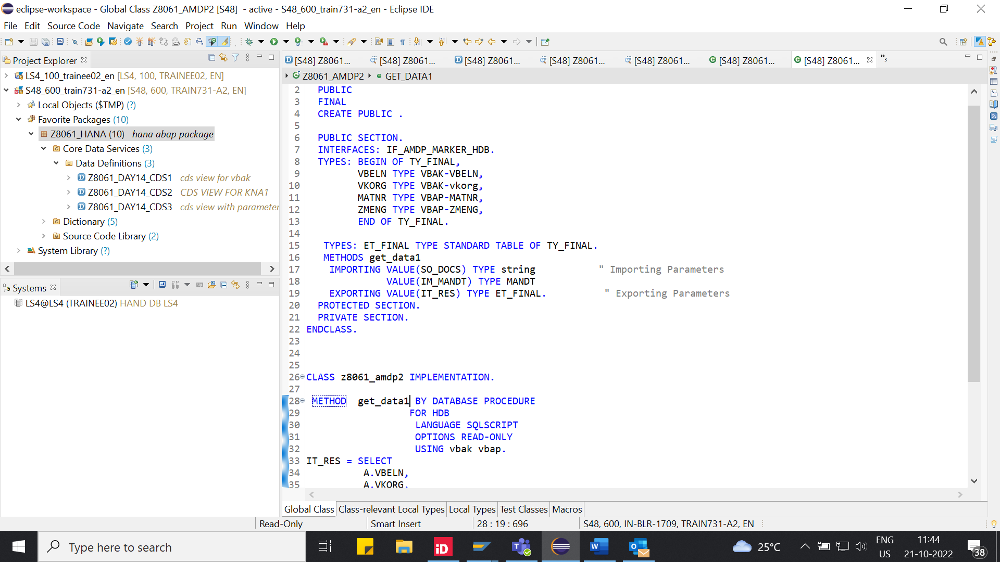 eclipse-workspace - Global Class Z8061_AMDP2 [S48]  - active - S48_600_train731-a2_en - Eclipse IDE
File Edit Source Code Navigate Search Project Run Window Help
Project Explorer
LS4_100_trainee02_en [LS4, 100, TRAINEE02, EN]
S48_600_train731-a2_en [S48, 600, TRAIN731-A2, EN]
Local Objects ($TMP) (?)
Favorite Packages (10)
Z8061_HANA (10) hana abap package
Core Data Services (3)
Data Definitions (3)
Z8061_DAY14_CDS1 cds view for vbak
Z8061_DAY14_CDS2 CDS VIEW FOR KNA1
Z8061_DAY14_CDS3 cds view with parameter
Dictionary (5)
Source Code Library (2)
System Library (?)
Systems
LS4@LS4 (TRAINEE02) HAND DB LS4
[S48] Z8061... [S48] Z8061... [S48] Z8061... [S48] Z8061... [S48] Z8061... [S48] Z8061... [S48] Z8061... »3
Z8061_AMDP2 GET_DATA1
2 PUBLIC
3 FINAL
4 CREATE PUBLIC .
5
6 PUBLIC SECTION.
7 INTERFACES: IF_AMDP_MARKER_HDB.
8 TYPES: BEGIN OF TY_FINAL,
9 VBELN TYPE VBAK-VBELN,
10 VKORG TYPE VBAK-vkorg,
11 MATNR TYPE VBAP-MATNR,
12 ZMENG TYPE VBAP-ZMENG,
13 END OF TY_FINAL.
14
15 TYPES: ET_FINAL TYPE STANDARD TABLE OF TY_FINAL.
16 METHODS get_data1
17 IMPORTING VALUE(SO_DOCS) TYPE string " Importing Parameters
18 VALUE(IM_MANDT) TYPE MANDT
19 EXPORTING VALUE(IT_RES) TYPE ET_FINAL. " Exporting Parameters
20 PROTECTED SECTION.
21 PRIVATE SECTION.
22 ENDCLASS.
23
24
25
26 CLASS z8061_amdp2 IMPLEMENTATION.
27
28 METHOD get_data1 BY DATABASE PROCEDURE
29 FOR HDB
30 LANGUAGE SQLSCRIPT
31 OPTIONS READ-ONLY
32 USING vbak vbap.
33 IT_RES = SELECT
34 A.VBELN,
35 A.VKORG.
Global Class Class-relevant Local Types Local Types Test Classes Macros
Read-Only Smart Insert 28 : 19 : 696 S48, 600, IN-BLR-1709, TRAIN731-A2, EN
Type here to search
iD
25°C
ENG
US
11:44
21-10-2022
38